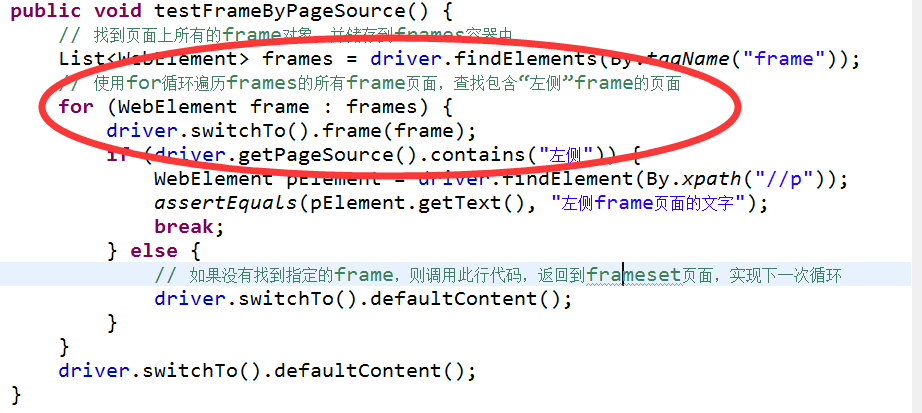 public void testFrameByPageSource() {
// 找到页面上所有的frame对象，并储存到frames容器中
List<WebElement> frames = driver.findElements(By.tagName("frame"));
// 使用for循环遍历frames的所有frame页面，查找包含“左侧”frame的页面
for (WebElement frame : frames) {
driver.switchTo().frame(frame);
if (driver.getPageSource().contains("左侧")) {
WebElement pElement = driver.findElement(By.xpath("//p"));
assertEquals(pElement.getText(), "左侧frame页面的文字");
break;
} else {
// 如果没有找到指定的frame，则调用此行代码，返回到frameset页面，实现下一次循环
driver.switchTo().defaultContent();
}
}
driver.switchTo().defaultContent();
}